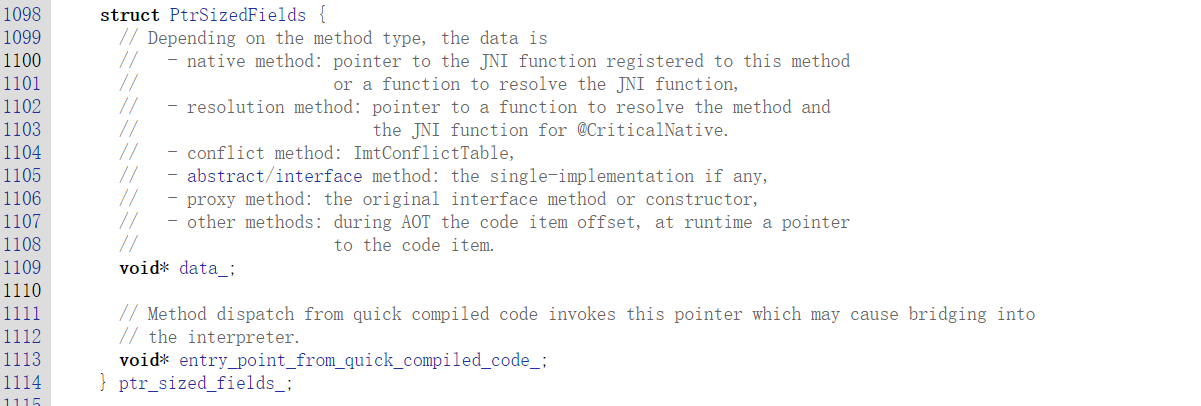 1098 struct PtrSizedFields {
1099 // Depending on the method type, the data is
1100 //   - native method: pointer to the JNI function registered to this method
1101 //                    or a function to resolve the JNI function,
1102 //   - resolution method: pointer to a function to resolve the method and
1103 //                        the JNI function for @CriticalNative.
1104 //   - conflict method: ImtConflictTable,
1105 //   - abstract/interface method: the single-implementation if any,
1106 //   - proxy method: the original interface method or constructor,
1107 //   - other methods: during AOT the code item offset, at runtime a pointer
1108 //                    to the code item.
1109 void* data_;
1110
1111 // Method dispatch from quick compiled code invokes this pointer which may cause bridging into
1112 // the interpreter.
1113 void* entry_point_from_quick_compiled_code_;
1114 } ptr_sized_fields_;
1115